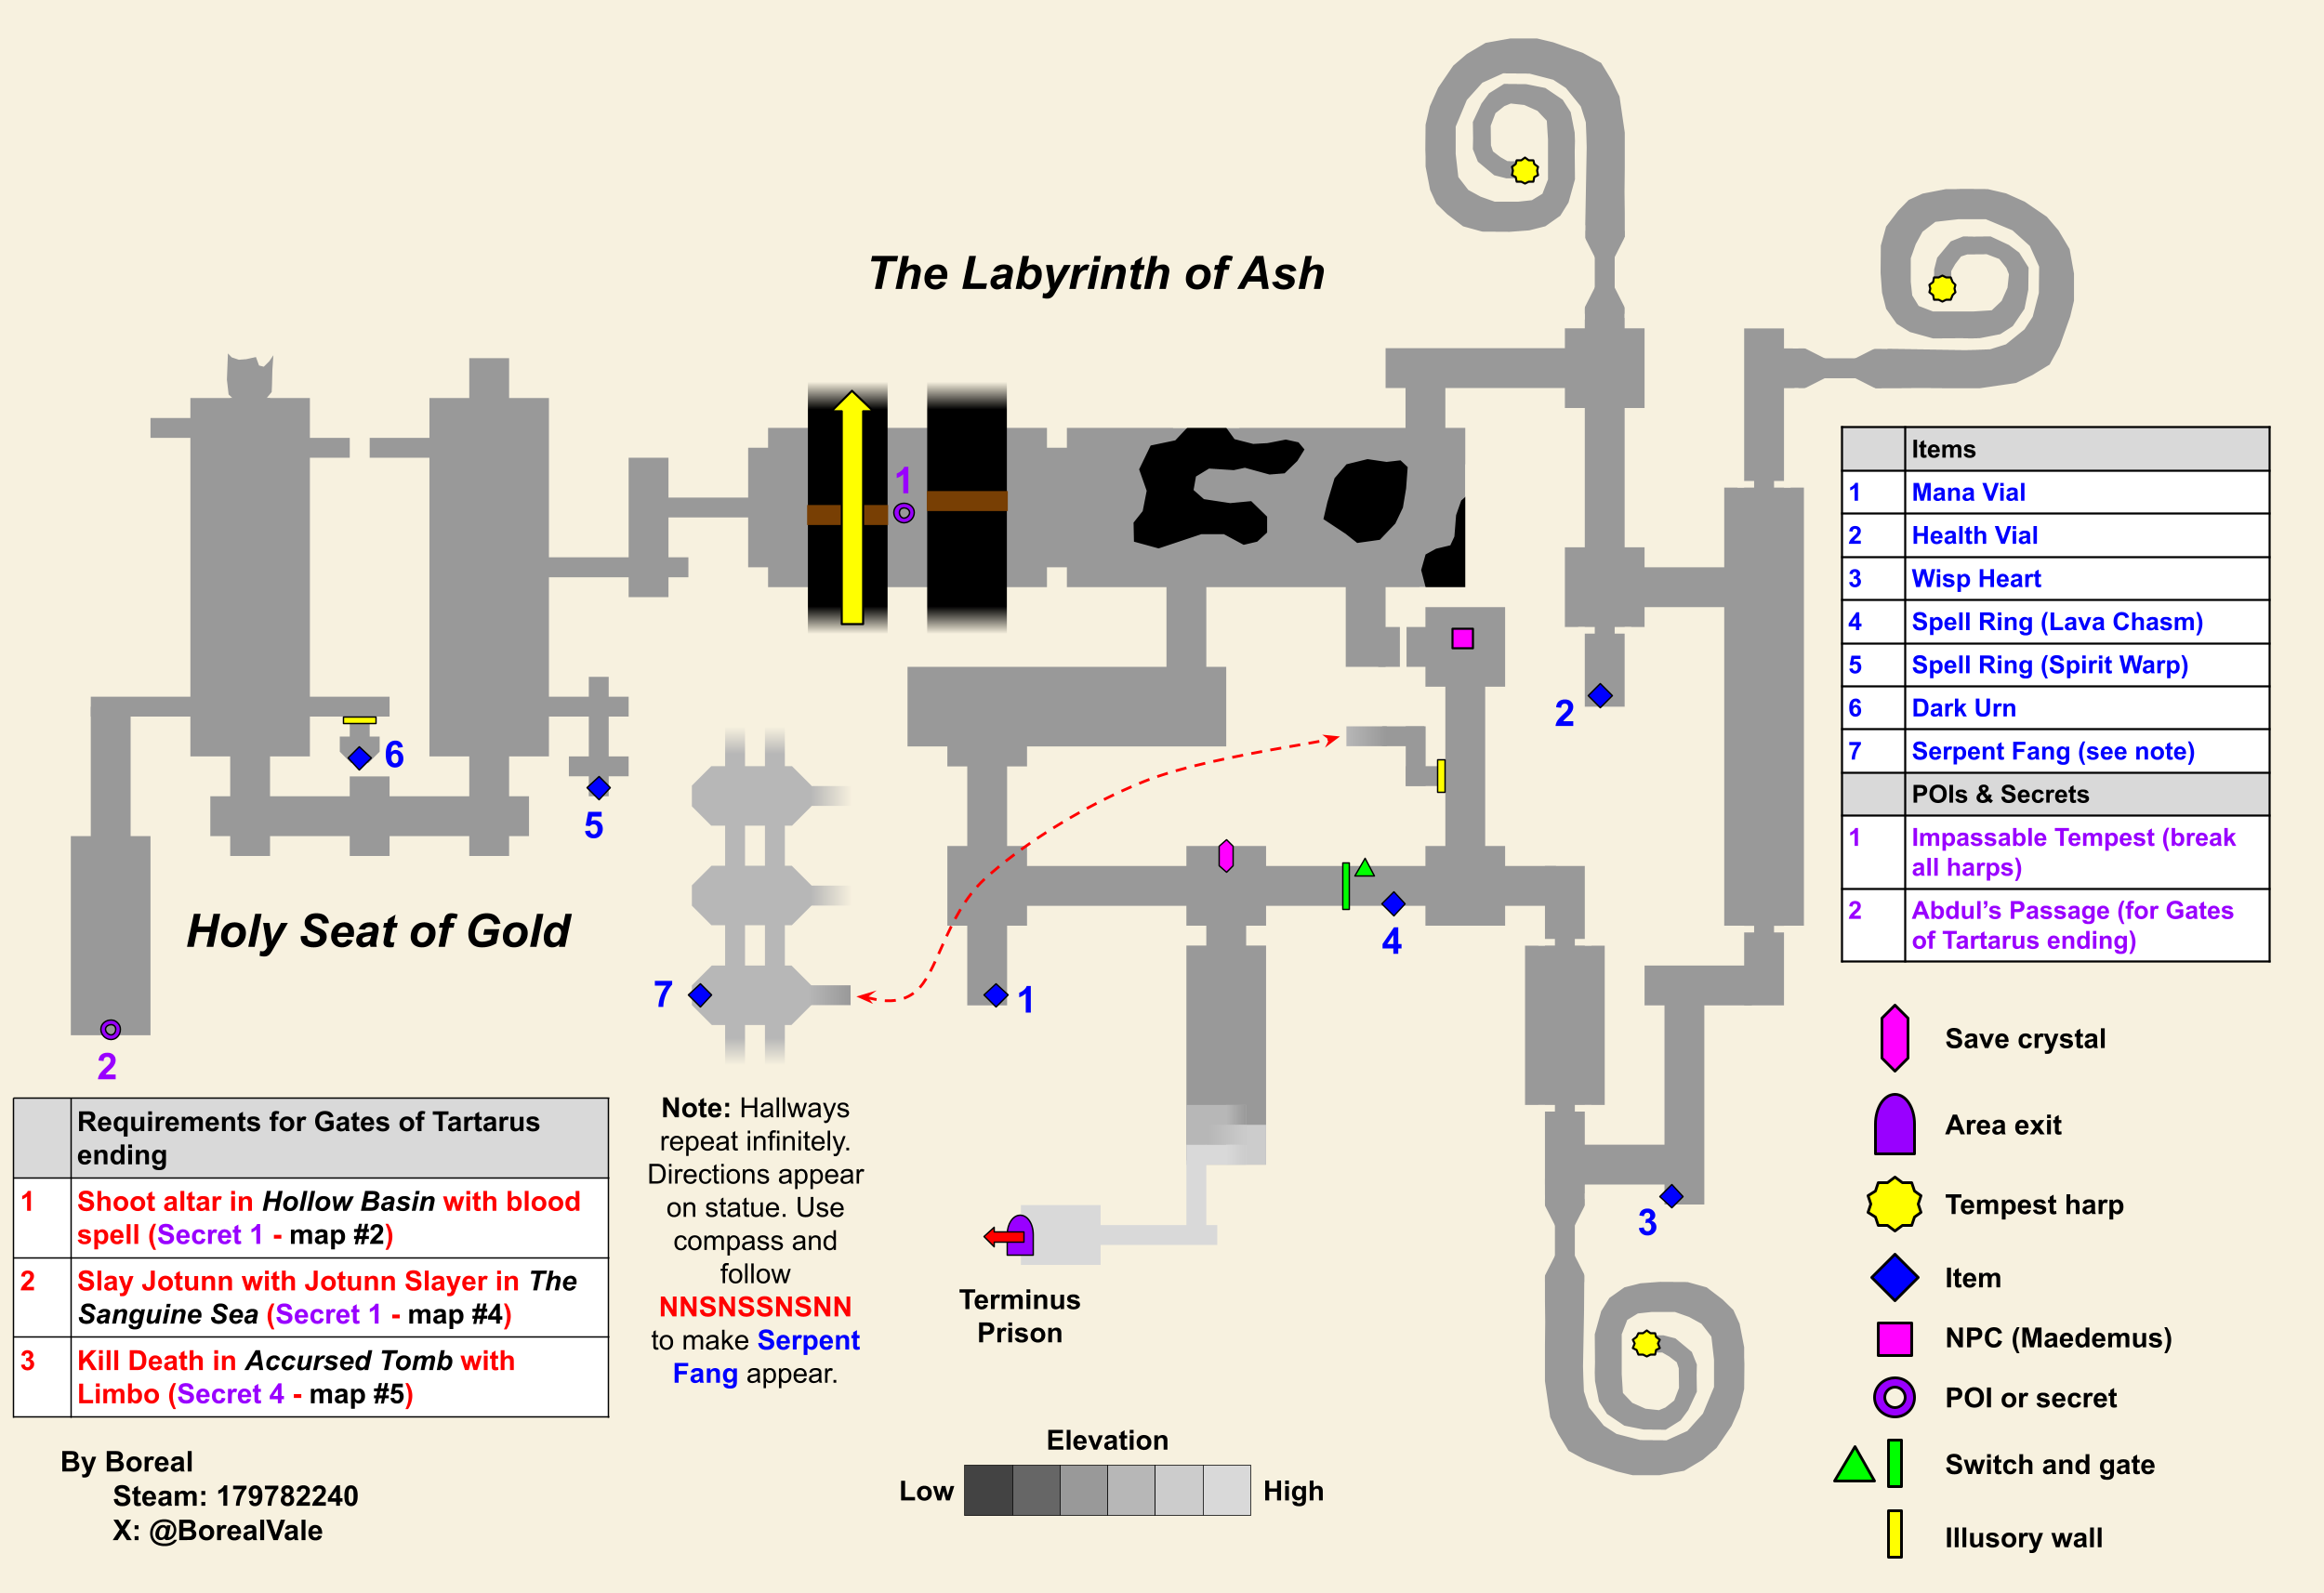 The Labyrinth of Ash
1
Items
1 Mana Vial
2 Health Vial
3 Wisp Heart
4 Spell Ring (Lava Chasm)
5 Spell Ring (Spirit Warp)
6 Dark Urn
7 Serpent Fang (see note)
POIs & Secrets
1 Impassable Tempest (break
all harps)
2 Abdul's Passage (for Gates
of Tartarus ending)
2
6
5
Holy Seat of Gold
4
7
1
2
3
Save crystal
Area exit
Tempest harp
Item
NPC (Maedemus)
POI or secret
Switch and gate
Illusory wall
Requirements for Gates of Tartarus
ending
1 Shoot altar in Hollow Basin with blood
spell (Secret 1 - map #2)
2 Slay Jotunn with Jotunn Slayer in The
Sanguine Sea (Secret 1 - map #4)
3 Kill Death in Accursed Tomb with
Limbo (Secret 4 - map #5)
Note: Hallways
repeat infinitely.
Directions appear
on statue. Use
compass and
follow
NNSNSSNSNN
to make Serpent
Fang appear.
Terminus
Prison
Elevation
Low High
By Boreal
Steam: 179782240
X: @BorealVale